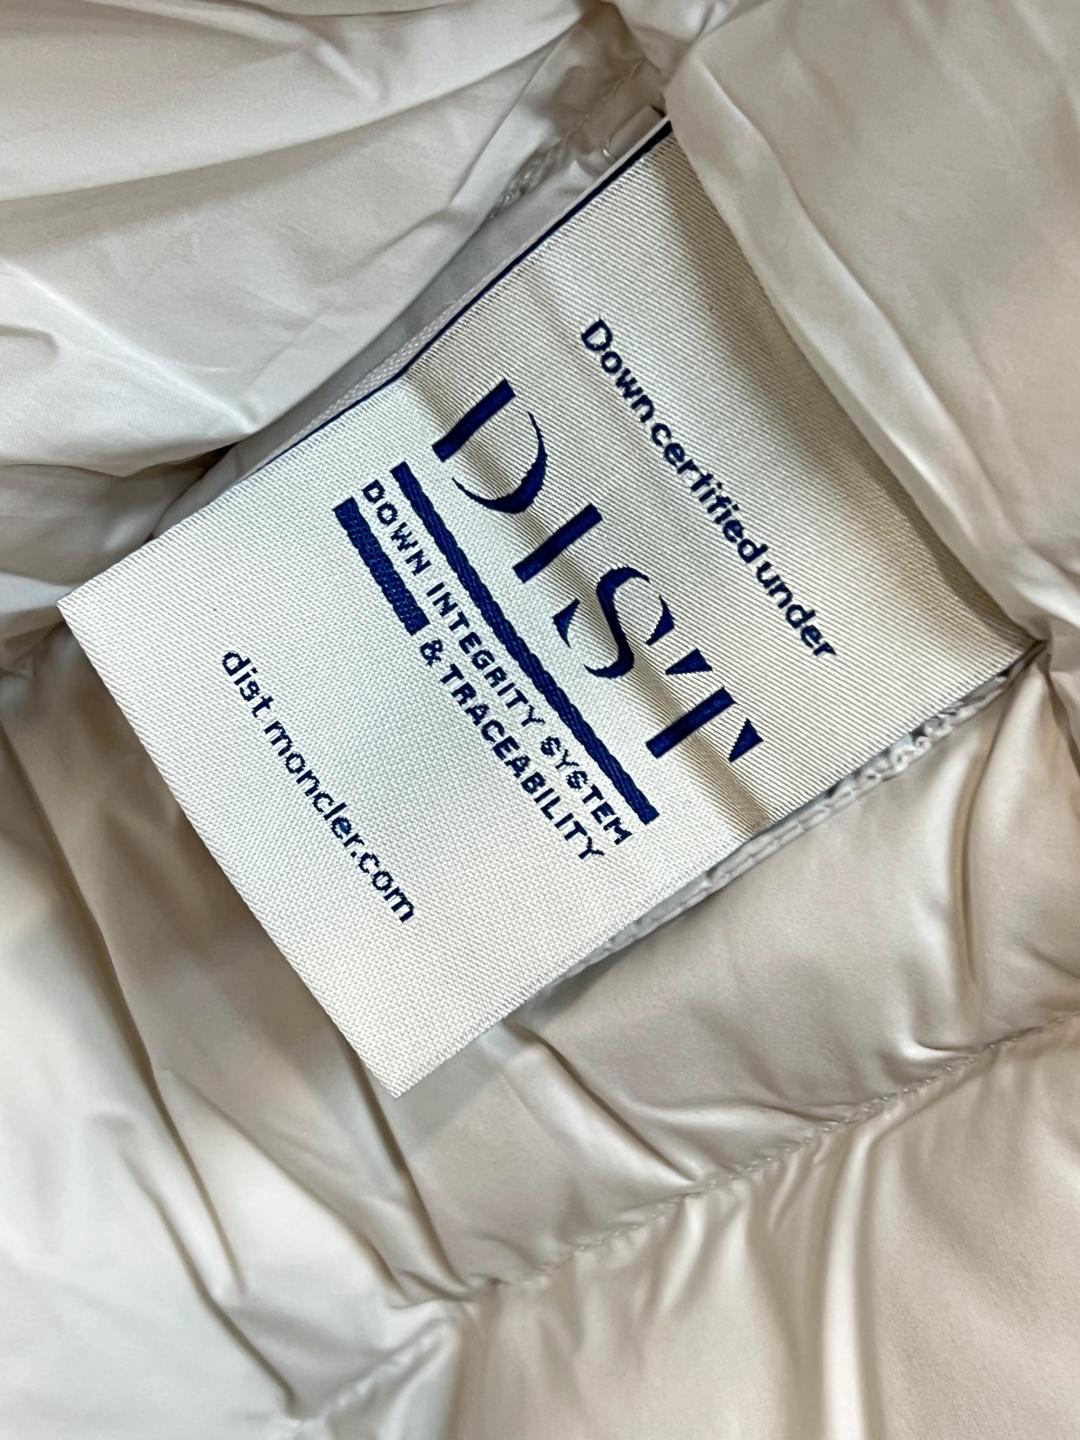 Down certified under
DIST
DOWN INTEGRITY SYSTEM
& TRACEABILITY
dist.moncler.com